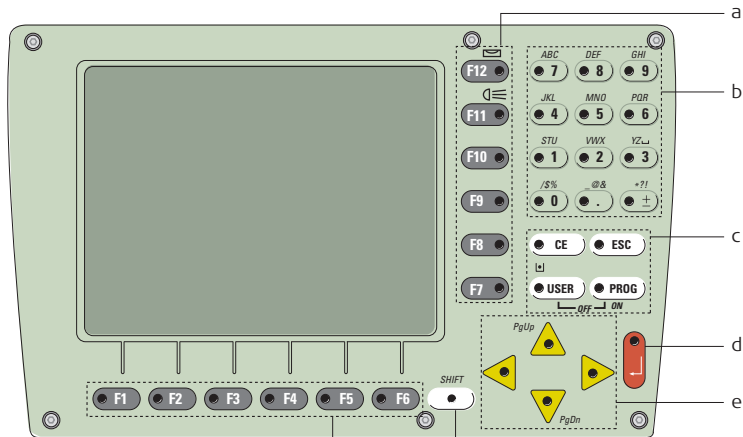 a
F12
ABC DEF GHI
7 8 9
b
F11
JKL MNO PQR
4 5 6
F10
STU VWX YZ␣
1 2 3
F9
/$% _@& *?!
0 . ±
c
F8
CE ESC
F7
USER PROG
OFF ON
PgUp
d
SHIFT
F1 F2 F3 F4 F5 F6
PgDn
e